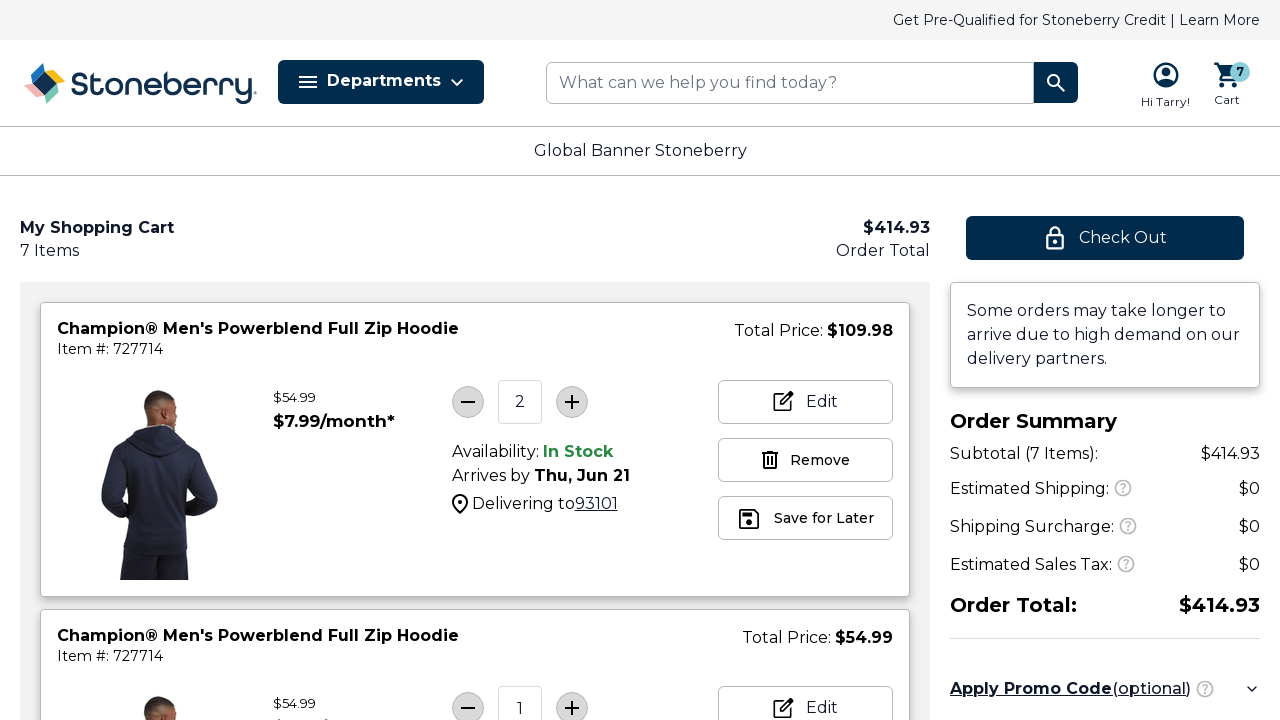 Get Pre-Qualified for Stoneberry Credit | Learn More
Stoneberry
Departments
What can we help you find today?
Hi Tarry!
7
Cart
Global Banner Stoneberry
My Shopping Cart
7 Items
$414.93
Order Total
Check Out
Champion® Men's Powerblend Full Zip Hoodie
Item #: 727714
Total Price: $109.98
$54.99
$7.99/month*
2
Availability: In Stock
Arrives by Thu, Jun 21
Delivering to93101
Edit
Remove
Save for Later
Champion® Men's Powerblend Full Zip Hoodie
Item #: 727714
Total Price: $54.99
$54.99
1
Edit
Some orders may take longer to
arrive due to high demand on our
delivery partners.
Order Summary
Subtotal (7 Items): $414.93
Estimated Shipping: $0
Shipping Surcharge: $0
Estimated Sales Tax: $0
Order Total: $414.93
Apply Promo Code(optional)